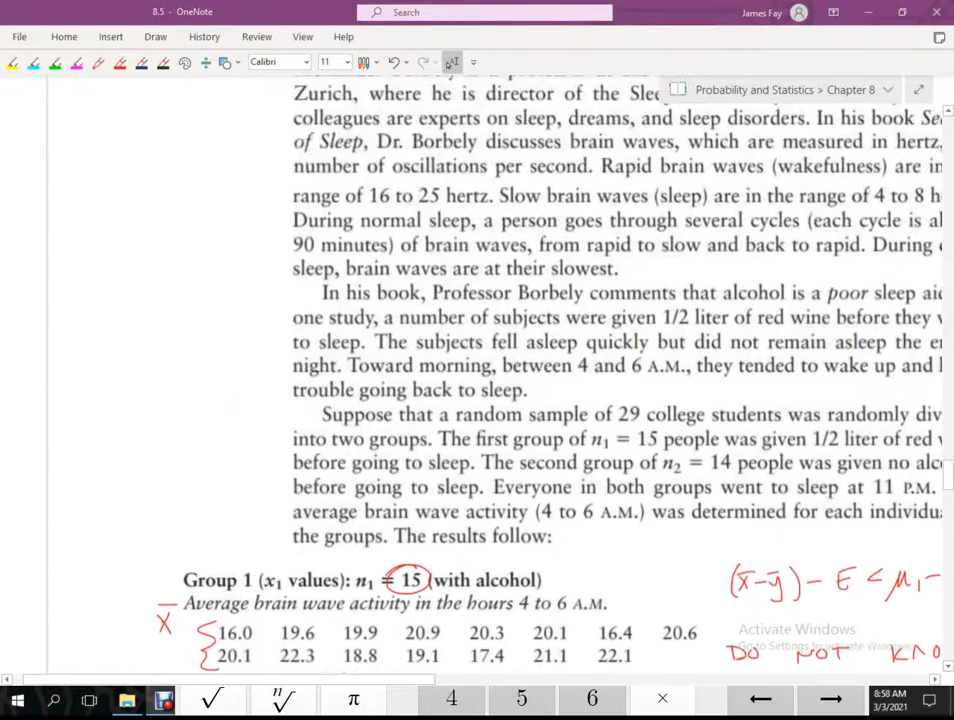 8.5 - OneNote
Search
James Fay
File Home Insert Draw History Review View Help
Calibri 11
Probability and Statistics > Chapter 8
Zurich, where he is director of the Slee
colleagues are experts on sleep, dreams, and sleep disorders. In his book Se
of Sleep, Dr. Borbely discusses brain waves, which are measured in hertz,
number of oscillations per second. Rapid brain waves (wakefulness) are in
range of 16 to 25 hertz. Slow brain waves (sleep) are in the range of 4 to 8 h
During normal sleep, a person goes through several cycles (each cycle is al
90 minutes) of brain waves, from rapid to slow and back to rapid. During
sleep, brain waves are at their slowest.
In his book, Professor Borbely comments that alcohol is a poor sleep aid
one study, a number of subjects were given 1/2 liter of red wine before they
to sleep. The subjects fell asleep quickly but did not remain asleep the e
night. Toward morning, between 4 and 6 A.M., they tended to wake up and
trouble going back to sleep.
Suppose that a random sample of 29 college students was randomly div
into two groups. The first group of n₁ = 15 people was given 1/2 liter of red
before going to sleep. The second group of n₂ = 14 people was given no alc
before going to sleep. Everyone in both groups went to sleep at 11 P.M.
average brain wave activity (4 to 6 A.M.) was determined for each individu
the groups. The results follow:
Group 1 (x₁ values): n₁ = 15 (with alcohol)
(x̄-ȳ) - E < μ₁ -
Average brain wave activity in the hours 4 to 6 A.M.
x̄
16.0 19.6 19.9 20.9 20.3 20.1 16.4 20.6
Activate Windows
Go to Settings to activate Windows.
DO NOT KNO
20.1 22.3 18.8 19.1 17.4 21.1 22.1
√ ⁿ√ π 4 5 6 × ← →
8:58 AM
3/3/2021